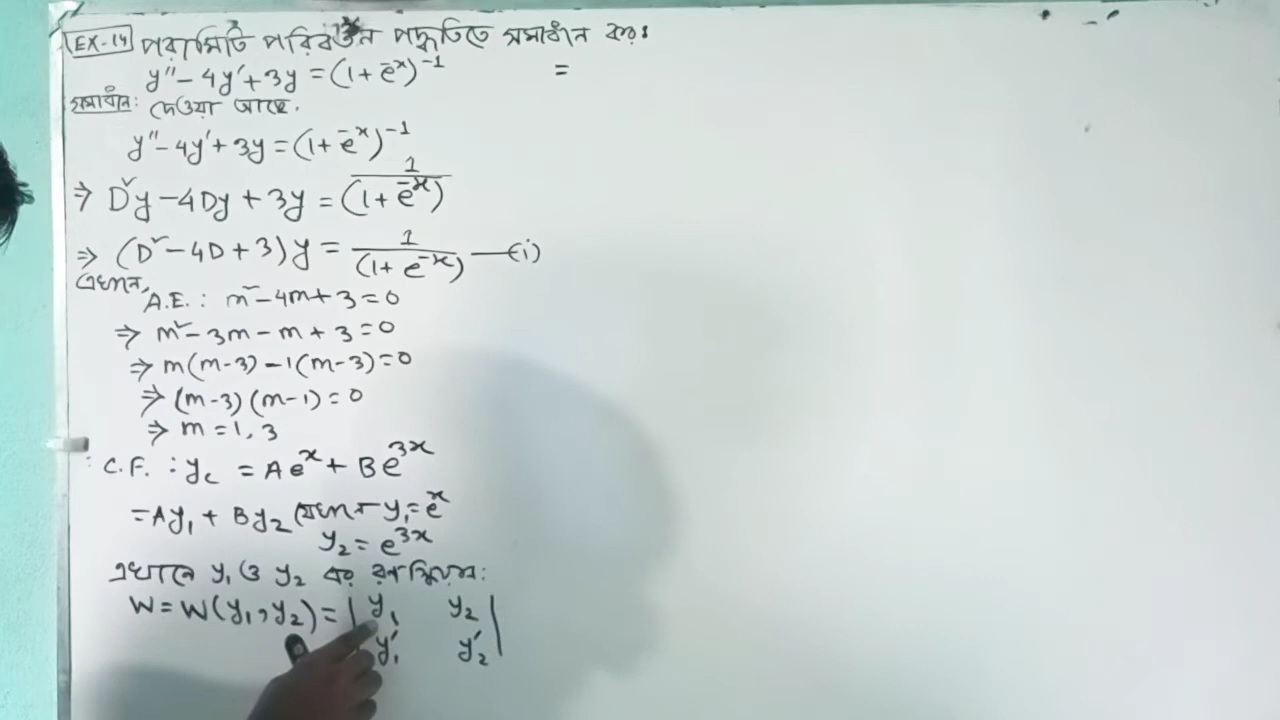 EX-14 পরামিতি পরিবর্তন পদ্ধতিতে সমাধান কর:
y'' - 4y' + 3y = (1 + e⁻ˣ)⁻¹ =
সমাধান: দেওয়া আছে.
y'' - 4y' + 3y = (1 + e⁻ˣ)⁻¹
⇒ D²y - 4Dy + 3y = 1/(1 + e⁻ˣ)
⇒ (D² - 4D + 3)y = 1/(1 + e⁻ˣ) —(i)
এখানে,
A.E. : m² - 4m + 3 = 0
⇒ m² - 3m - m + 3 = 0
⇒ m(m-3) - 1(m-3) = 0
⇒ (m-3)(m-1) = 0
⇒ m = 1, 3
C.F. : y_c = Ae^x + Be^{3x}
= Ay₁ + By₂ যেখানে y₁ = e^x
y₂ = e^{3x}
এখানে y₁ ও y₂ এর
W = W(y₁, y₂) = | y₁ y₂ |
y₁' y₂'